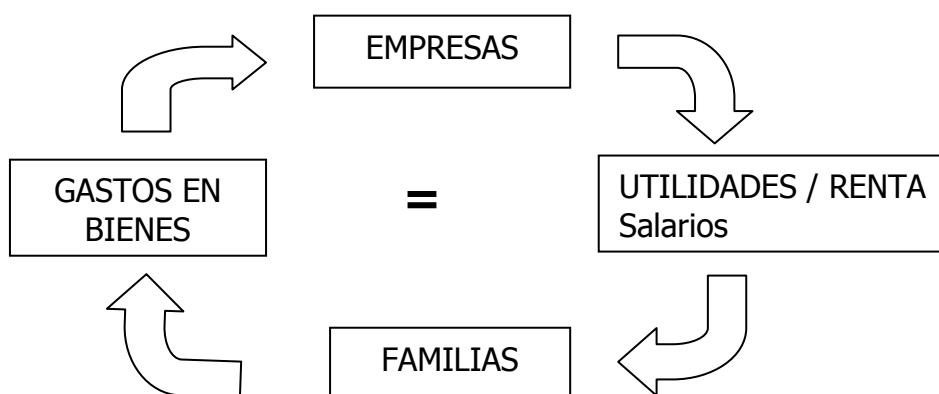 EMPRESAS
GASTOS EN
BIENES
=
UTILIDADES / RENTA
Salarios
FAMILIAS